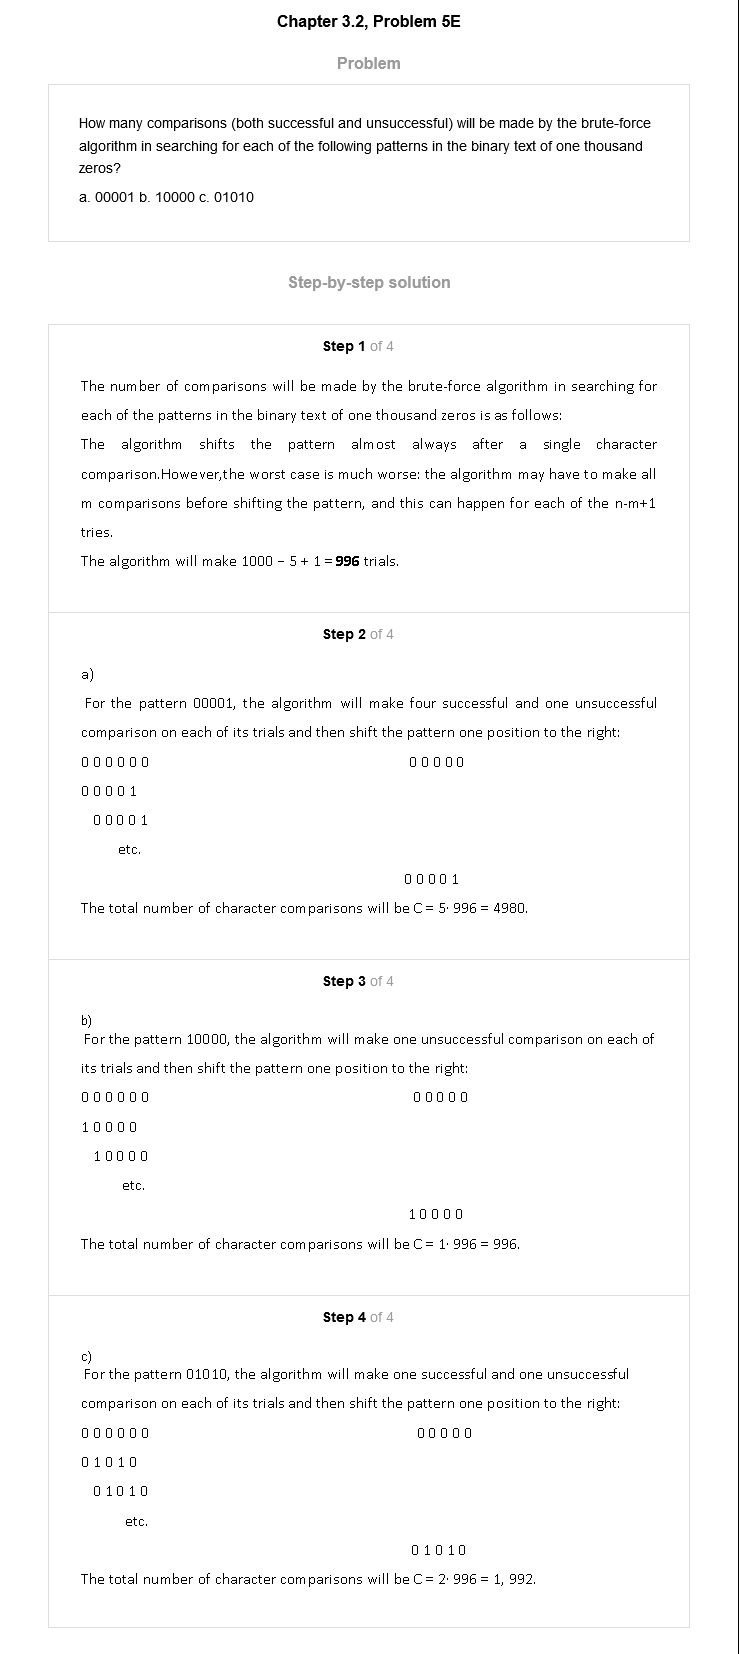 Chapter 3.2, Problem 5E
Problem
How many comparisons (both successful and unsuccessful) will be made by the brute-force
algorithm in searching for each of the following patterns in the binary text of one thousand
zeros?
a. 00001 b. 10000 c. 01010
Step-by-step solution
Step 1 of 4
The number of comparisons will be made by the brute-force algorithm in searching for
each of the patterns in the binary text of one thousand zeros is as follows:
The algorithm shifts the pattern almost always after a single character
comparison.However,the worst case is much worse: the algorithm may have to make all
m comparisons before shifting the pattern, and this can happen for each of the n-m+1
tries.
The algorithm will make 1000 – 5 + 1 = 996 trials.
Step 2 of 4
a)
For the pattern 00001, the algorithm will make four successful and one unsuccessful
comparison on each of its trials and then shift the pattern one position to the right:
0 0 0 0 0 0 0 0 0 0 0
0 0 0 0 1
0 0 0 0 1
etc.
0 0 0 0 1
The total number of character comparisons will be C = 5· 996 = 4980.
Step 3 of 4
b)
For the pattern 10000, the algorithm will make one unsuccessful comparison on each of
its trials and then shift the pattern one position to the right:
0 0 0 0 0 0 0 0 0 0 0
1 0 0 0 0
1 0 0 0 0
etc.
1 0 0 0 0
The total number of character comparisons will be C = 1· 996 = 996.
Step 4 of 4
c)
For the pattern 01010, the algorithm will make one successful and one unsuccessful
comparison on each of its trials and then shift the pattern one position to the right:
0 0 0 0 0 0 0 0 0 0 0
0 1 0 1 0
0 1 0 1 0
etc.
0 1 0 1 0
The total number of character comparisons will be C = 2· 996 = 1, 992.